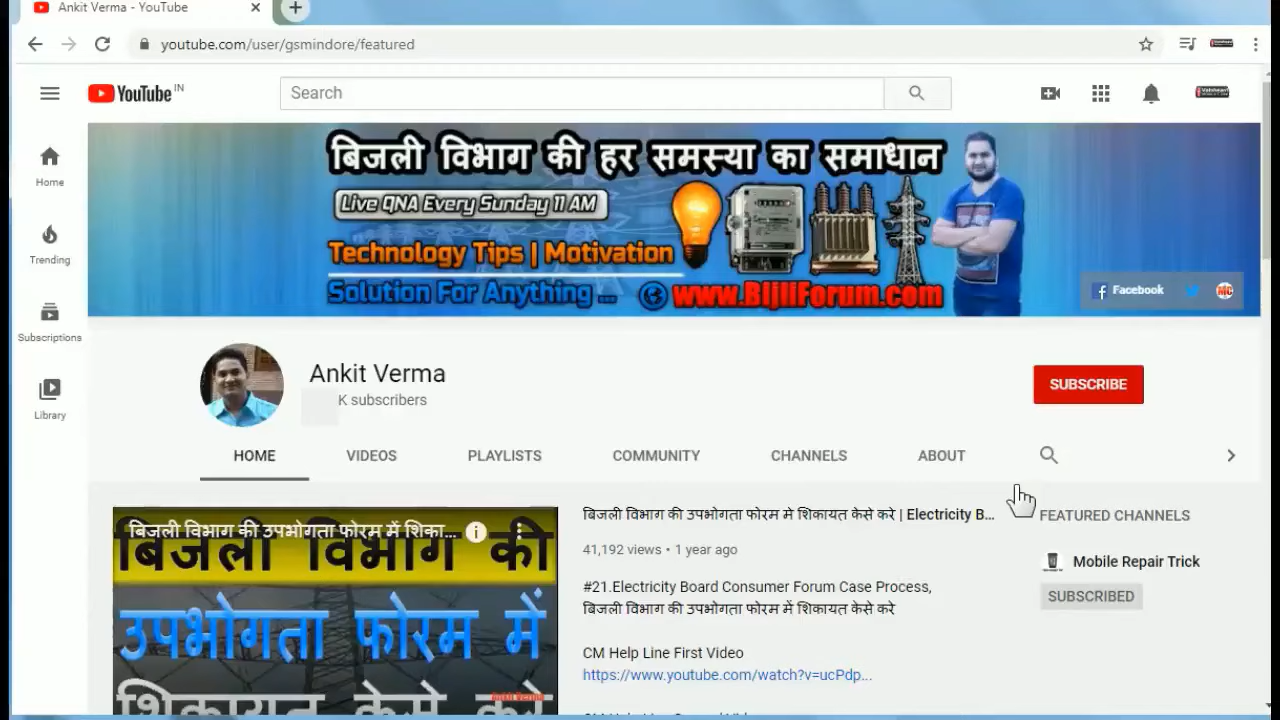 Ankit Verma - YouTube
youtube.com/user/gsmindore/featured
YouTube IN
Search
Home
Trending
Subscriptions
Library
बिजली विभाग की हर समस्या का समाधान
Live QNA Every Sunday 11 AM
Technology Tips | Motivation
Solution For Anything ...
www.BijliForum.com
Facebook
Ankit Verma
K subscribers
SUBSCRIBE
HOME VIDEOS PLAYLISTS COMMUNITY CHANNELS ABOUT
बिजली विभाग की उपभोगता फोरम में शिका...
बिजली विभाग की
उपभोगता फोरम में
शिकायत केसे करे
बिजली विभाग की उपभोगता फोरम मे शिकायत केसे करे | Electricity B...
41,192 views • 1 year ago
#21.Electricity Board Consumer Forum Case Process,
बिजली विभाग की उपभोगता फोरम में शिकायत केसे करे
CM Help Line First Video
https://www.youtube.com/watch?v=ucPdp...
FEATURED CHANNELS
Mobile Repair Trick
SUBSCRIBED